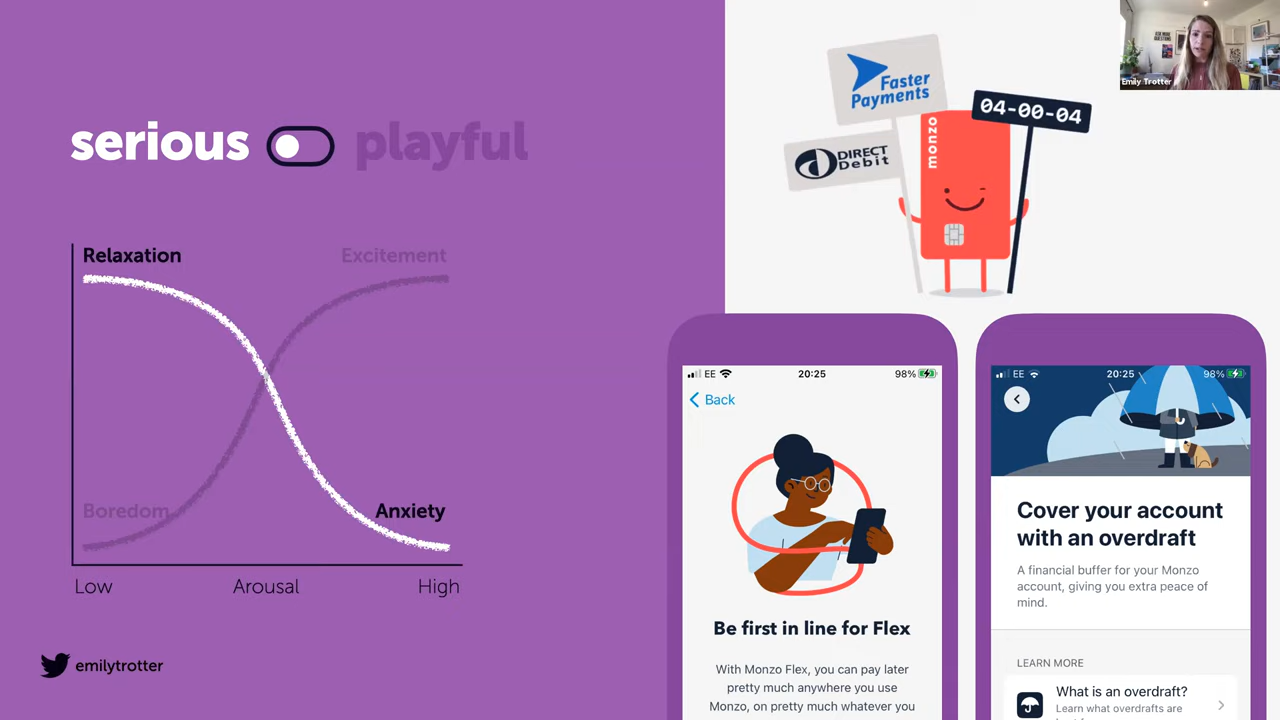 serious playful
Relaxation
Excitement
Boredom
Anxiety
Low
Arousal
High
emilytrotter
Faster
Payments
DIRECT
Debit
monzo
04-00-04
Emily Trotter
EE
20:25
98%
Back
Be first in line for Flex
With Monzo Flex, you can pay later
pretty much anywhere you use
Monzo, on pretty much whatever you
EE
20:25
98%
Cover your account
with an overdraft
A financial buffer for your Monzo
account, giving you extra peace of
mind.
LEARN MORE
What is an overdraft?
Learn what overdrafts are